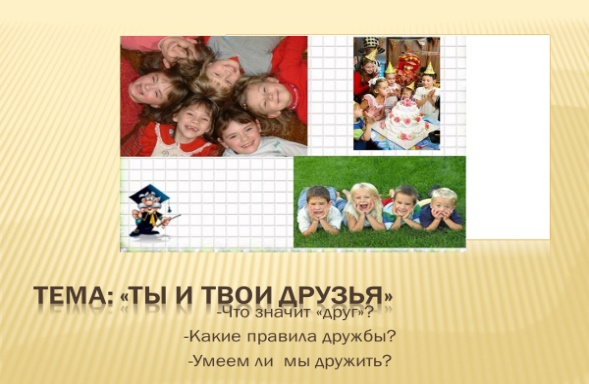 ТЕМА: «ТЫ И ТВОИ ДРУЗЬЯ»
-Что значит «друг»?
-Какие правила дружбы?
-Умеем ли мы дружить?